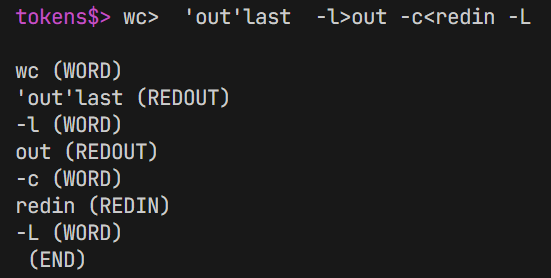 tokens$> wc>  'out'last  -l>out -c<redin -L
wc (WORD)
'out'last (REDOUT)
-l (WORD)
out (REDOUT)
-c (WORD)
redin (REDIN)
-L (WORD)
 (END)